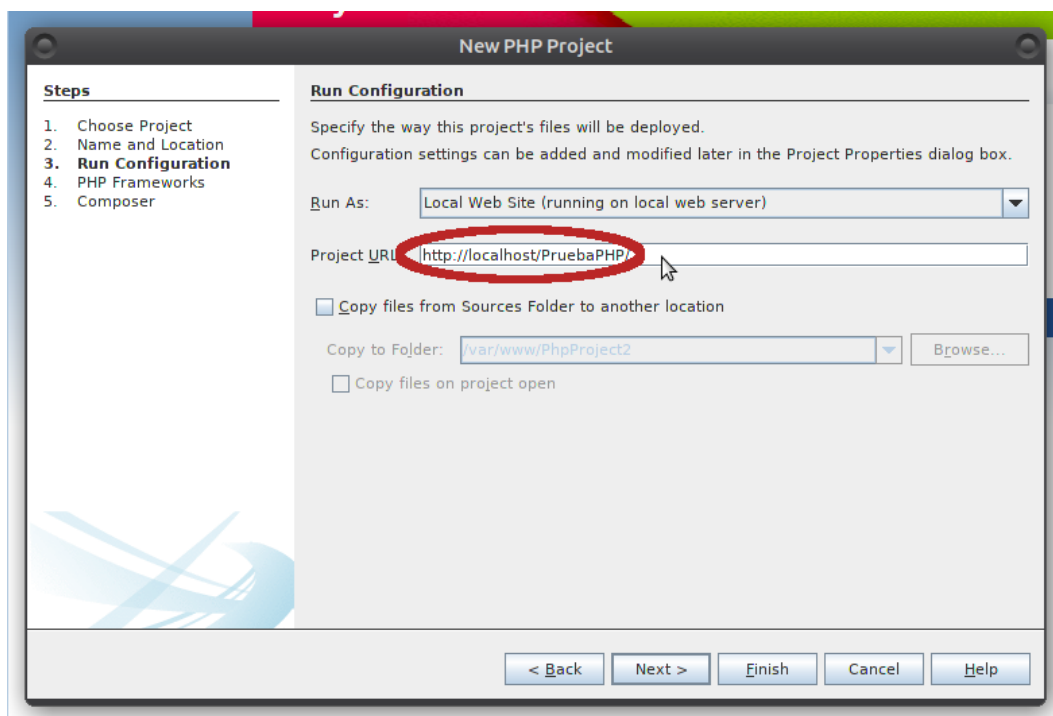 New PHP Project
Steps
1. Choose Project
2. Name and Location
3. Run Configuration
4. PHP Frameworks
5. Composer
Run Configuration
Specify the way this project's files will be deployed.
Configuration settings can be added and modified later in the Project Properties dialog box.
Run As: Local Web Site (running on local web server)
Project URL http://localhost/PruebaPHP/
Copy files from Sources Folder to another location
Copy to Folder: /var/www/PhpProject2 Browse...
Copy files on project open
< Back Next > Finish Cancel Help